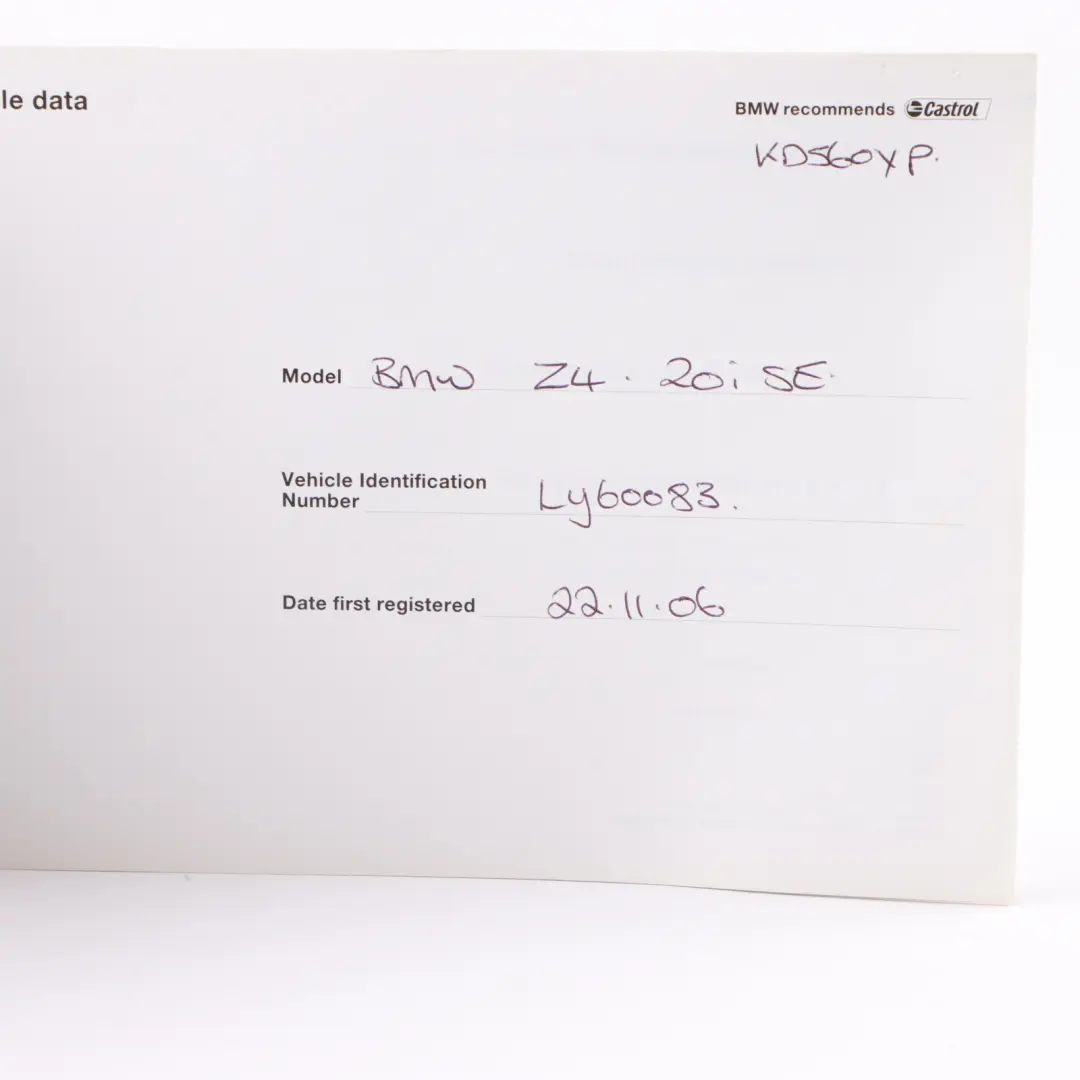 le data
BMW recommends Castrol
KD56OYP.
Model BMW Z4. 20i SE.
Vehicle Identification
Number LY60083.
Date first registered 22.11.06